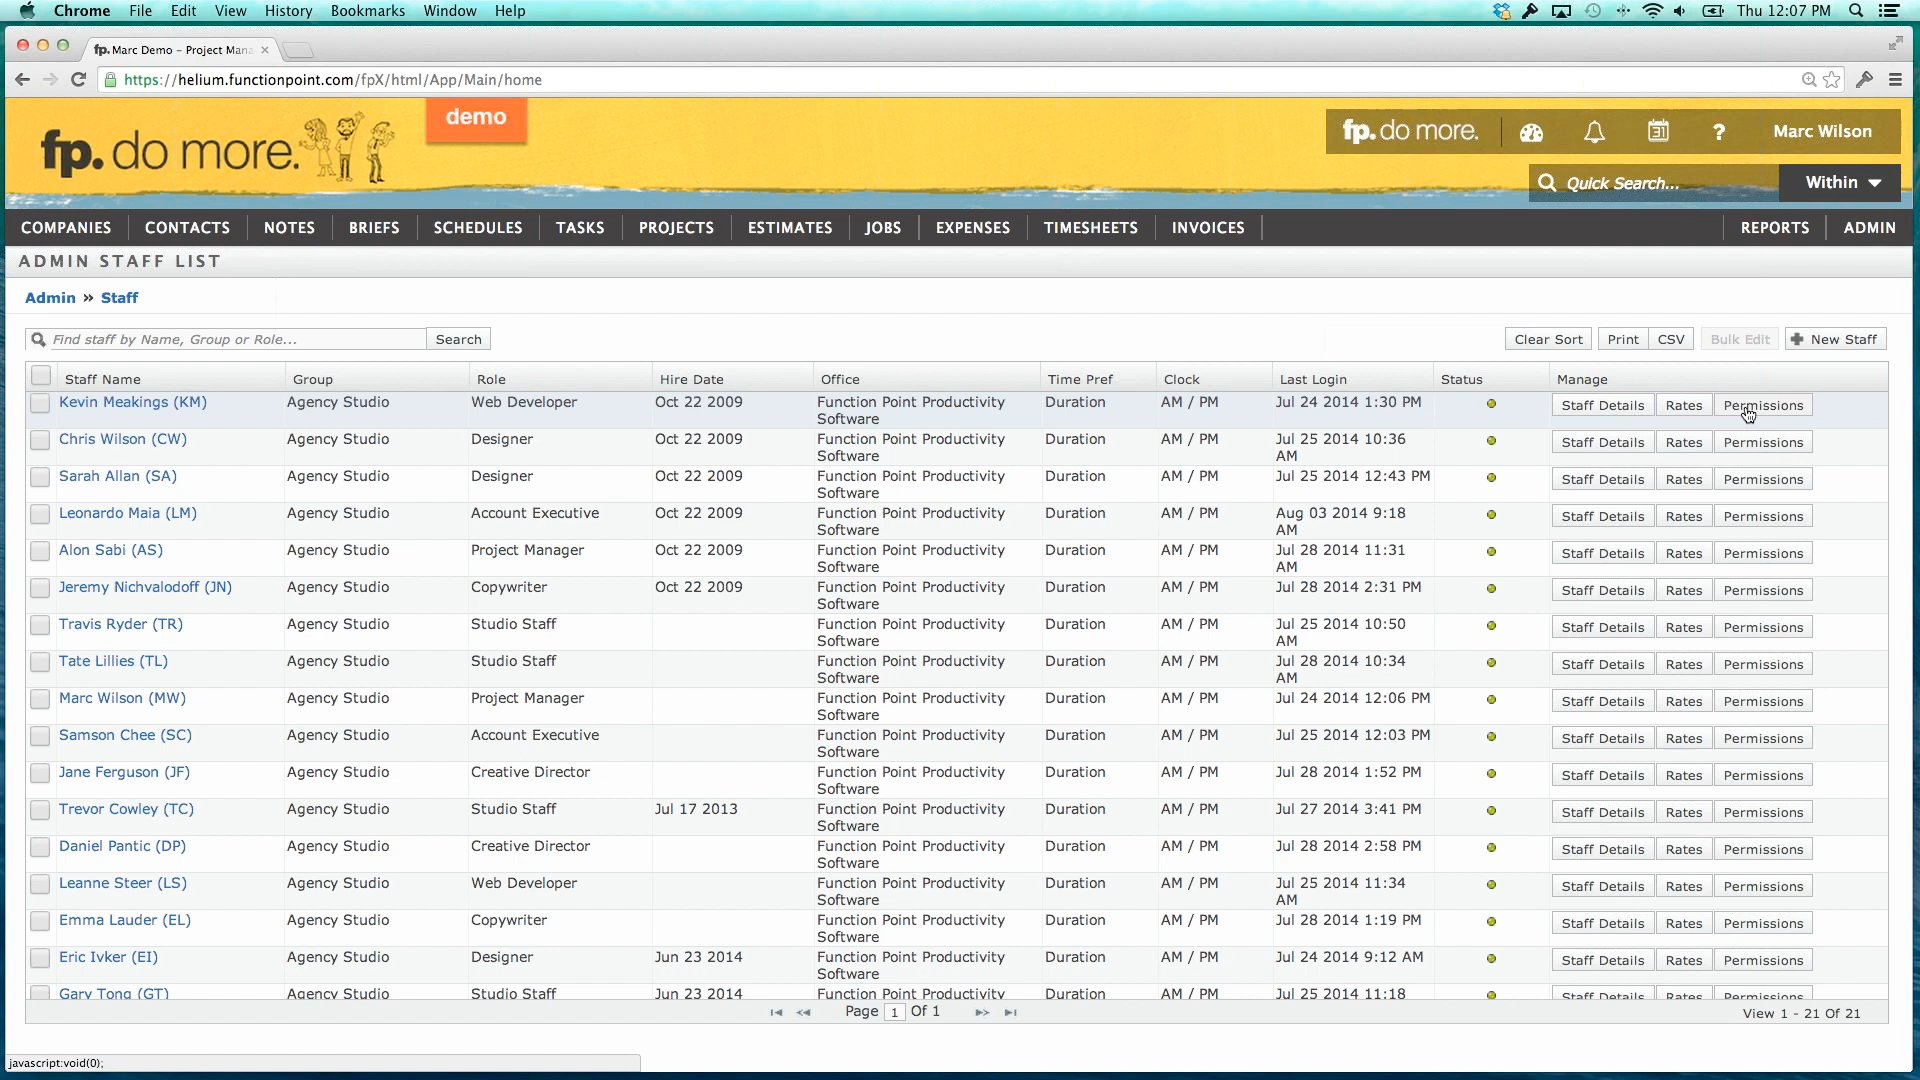 Chrome File Edit View History Bookmarks Window Help Thu 12:07 PM
fp. Marc Demo – Project Mana
https://helium.functionpoint.com/fpX/html/App/Main/home
fp. do more. demo fp. do more. 31 ? Marc Wilson
Quick Search... Within
COMPANIES CONTACTS NOTES BRIEFS SCHEDULES TASKS PROJECTS ESTIMATES JOBS EXPENSES TIMESHEETS INVOICES REPORTS ADMIN
ADMIN STAFF LIST
Admin » Staff
Find staff by Name, Group or Role... Search Clear Sort Print CSV Bulk Edit New Staff
Staff Name Group Role Hire Date Office Time Pref Clock Last Login Status Manage
Kevin Meakings (KM) Agency Studio Web Developer Oct 22 2009 Function Point Productivity Duration AM / PM Jul 24 2014 1:30 PM Staff Details Rates Permissions
Software
Chris Wilson (CW) Agency Studio Designer Oct 22 2009 Function Point Productivity Duration AM / PM Jul 25 2014 10:36 Staff Details Rates Permissions
Software AM
Sarah Allan (SA) Agency Studio Designer Oct 22 2009 Function Point Productivity Duration AM / PM Jul 25 2014 12:43 PM Staff Details Rates Permissions
Software
Leonardo Maia (LM) Agency Studio Account Executive Oct 22 2009 Function Point Productivity Duration AM / PM Aug 03 2014 9:18 Staff Details Rates Permissions
Software AM
Alon Sabi (AS) Agency Studio Project Manager Oct 22 2009 Function Point Productivity Duration AM / PM Jul 28 2014 11:31 Staff Details Rates Permissions
Software AM
Jeremy Nichvalodoff (JN) Agency Studio Copywriter Oct 22 2009 Function Point Productivity Duration AM / PM Jul 28 2014 2:31 PM Staff Details Rates Permissions
Software
Travis Ryder (TR) Agency Studio Studio Staff Function Point Productivity Duration AM / PM Jul 25 2014 10:50 Staff Details Rates Permissions
Software AM
Tate Lillies (TL) Agency Studio Studio Staff Function Point Productivity Duration AM / PM Jul 28 2014 10:34 Staff Details Rates Permissions
Software AM
Marc Wilson (MW) Agency Studio Project Manager Function Point Productivity Duration AM / PM Jul 24 2014 12:06 PM Staff Details Rates Permissions
Software
Samson Chee (SC) Agency Studio Account Executive Function Point Productivity Duration AM / PM Jul 25 2014 12:03 PM Staff Details Rates Permissions
Software
Jane Ferguson (JF) Agency Studio Creative Director Function Point Productivity Duration AM / PM Jul 28 2014 1:52 PM Staff Details Rates Permissions
Software
Trevor Cowley (TC) Agency Studio Studio Staff Jul 17 2013 Function Point Productivity Duration AM / PM Jul 27 2014 3:41 PM Staff Details Rates Permissions
Software
Daniel Pantic (DP) Agency Studio Creative Director Function Point Productivity Duration AM / PM Jul 28 2014 2:58 PM Staff Details Rates Permissions
Software
Leanne Steer (LS) Agency Studio Web Developer Function Point Productivity Duration AM / PM Jul 25 2014 11:34 Staff Details Rates Permissions
Software AM
Emma Lauder (EL) Agency Studio Copywriter Function Point Productivity Duration AM / PM Jul 28 2014 1:19 PM Staff Details Rates Permissions
Software
Eric Ivker (EI) Agency Studio Designer Jun 23 2014 Function Point Productivity Duration AM / PM Jul 24 2014 9:12 AM Staff Details Rates Permissions
Software
Gary Tong (GT) Agency Studio Studio Staff Jun 23 2014 Function Point Productivity Duration AM / PM Jul 25 2014 11:18 Staff Details Rates Permissions
Page 1 Of 1 View 1 - 21 Of 21
javascript:void(0);